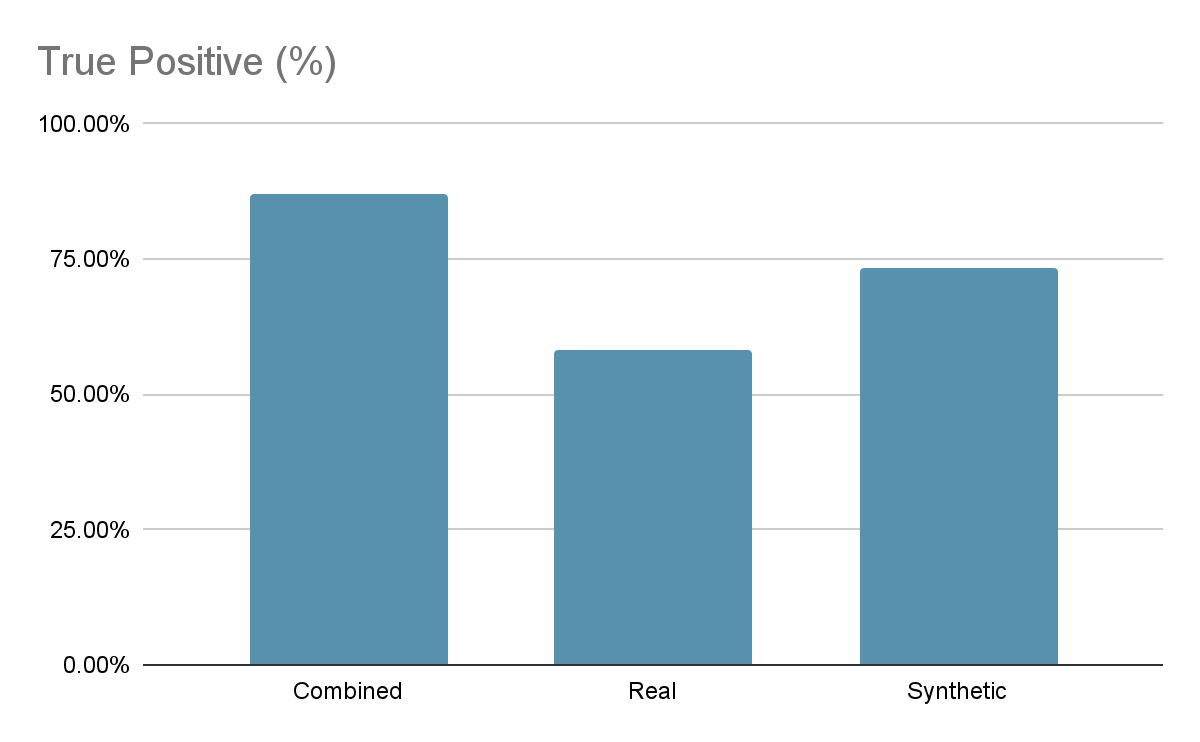 True Positive (%)
100.00%
75.00%
50.00%
25.00%
0.00%
Combined Real Synthetic